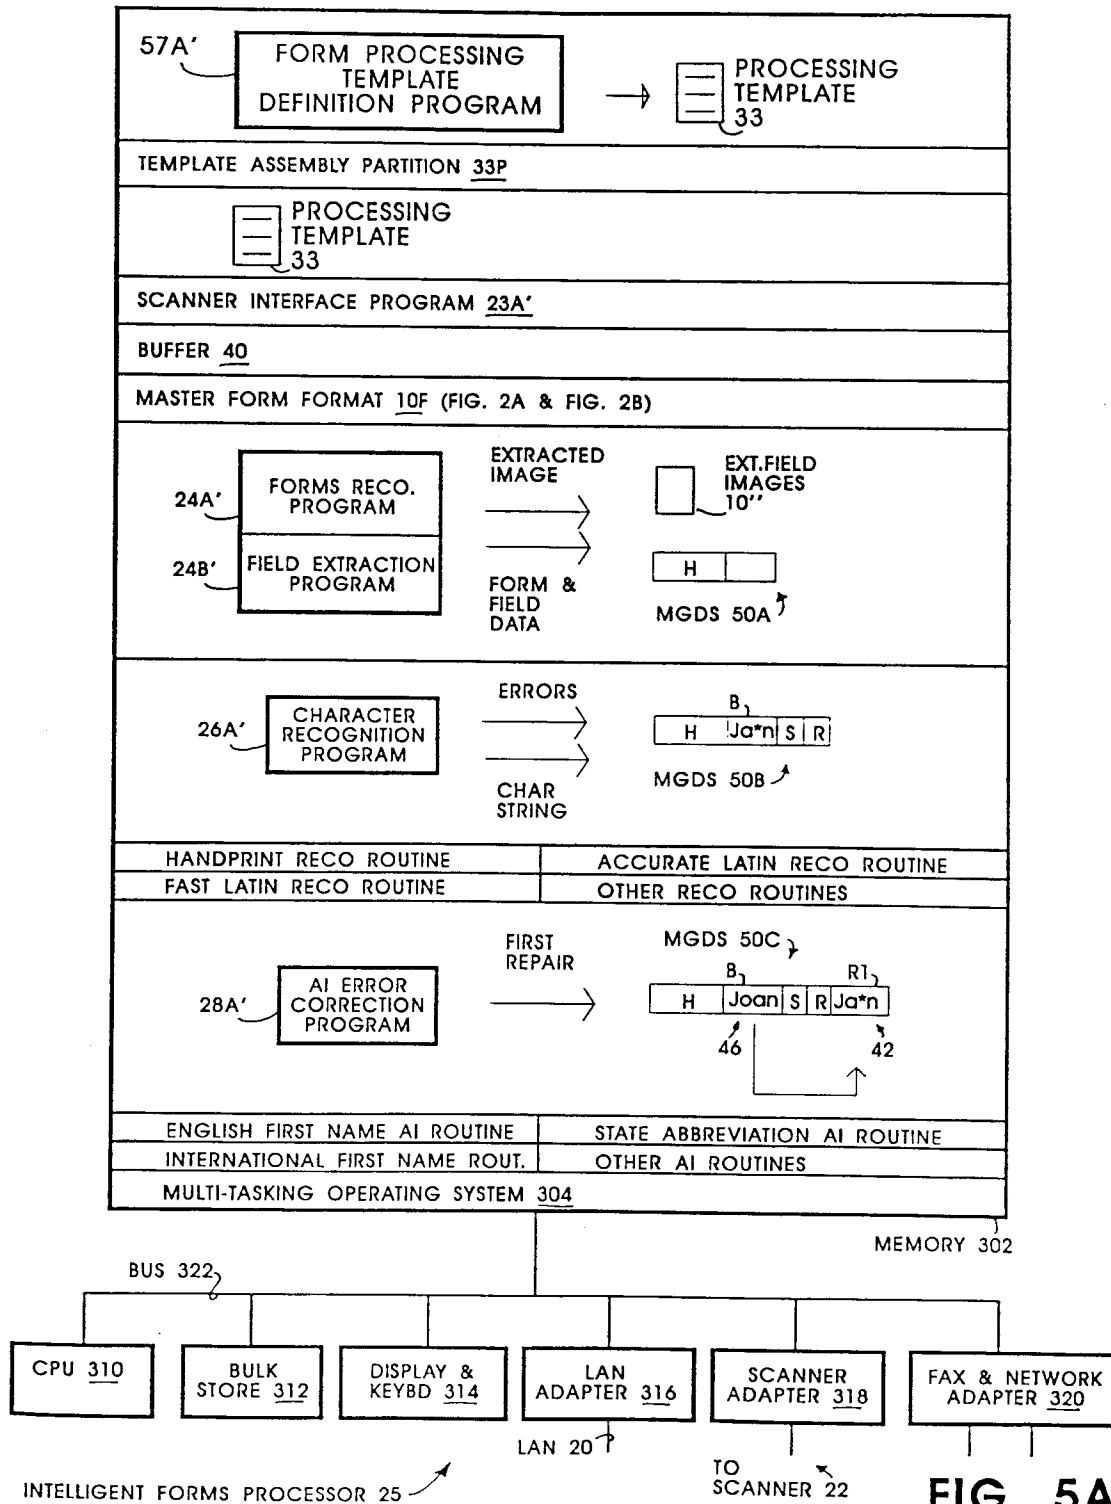 57A'
FORM PROCESSING
TEMPLATE
DEFINITION PROGRAM
PROCESSING
TEMPLATE
33
TEMPLATE ASSEMBLY PARTITION 33P
PROCESSING
TEMPLATE
33
SCANNER INTERFACE PROGRAM 23A'
BUFFER 40
MASTER FORM FORMAT 10F (FIG. 2A & FIG. 2B)
24A'
FORMS RECO.
PROGRAM
24B'
FIELD EXTRACTION
PROGRAM
EXTRACTED
IMAGE
FORM &
FIELD
DATA
EXT.FIELD
IMAGES
10''
H
MGDS 50A
26A'
CHARACTER
RECOGNITION
PROGRAM
ERRORS
CHAR
STRING
B
H Ja*n S R
MGDS 50B
HANDPRINT RECO ROUTINE
ACCURATE LATIN RECO ROUTINE
FAST LATIN RECO ROUTINE
OTHER RECO ROUTINES
28A'
AI ERROR
CORRECTION
PROGRAM
FIRST
REPAIR
MGDS 50C
B R1
H Joan S R Ja*n
46 42
ENGLISH FIRST NAME AI ROUTINE
STATE ABBREVIATION AI ROUTINE
INTERNATIONAL FIRST NAME ROUT.
OTHER AI ROUTINES
MULTI-TASKING OPERATING SYSTEM 304
MEMORY 302
BUS 322
CPU 310
BULK
STORE 312
DISPLAY &
KEYBD 314
LAN
ADAPTER 316
SCANNER
ADAPTER 318
FAX & NETWORK
ADAPTER 320
LAN 20
TO
SCANNER 22
INTELLIGENT FORMS PROCESSOR 25
FIG. 5A